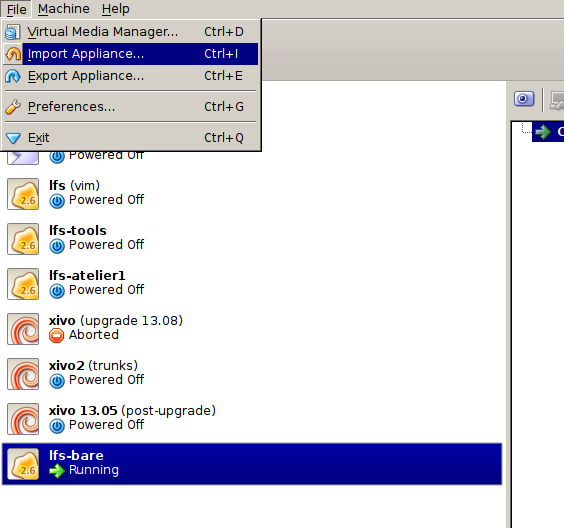 File Machine Help
Virtual Media Manager... Ctrl+D
Import Appliance... Ctrl+I
Export Appliance... Ctrl+E
Preferences... Ctrl+G
Exit Ctrl+Q
Powered Off
lfs (vim)
Powered Off
lfs-tools
Powered Off
lfs-atelier1
Powered Off
xivo (upgrade 13.08)
Aborted
xivo2 (trunks)
Powered Off
xivo 13.05 (post-upgrade)
Powered Off
lfs-bare
Running
2.6
2.6
2.6
2.6